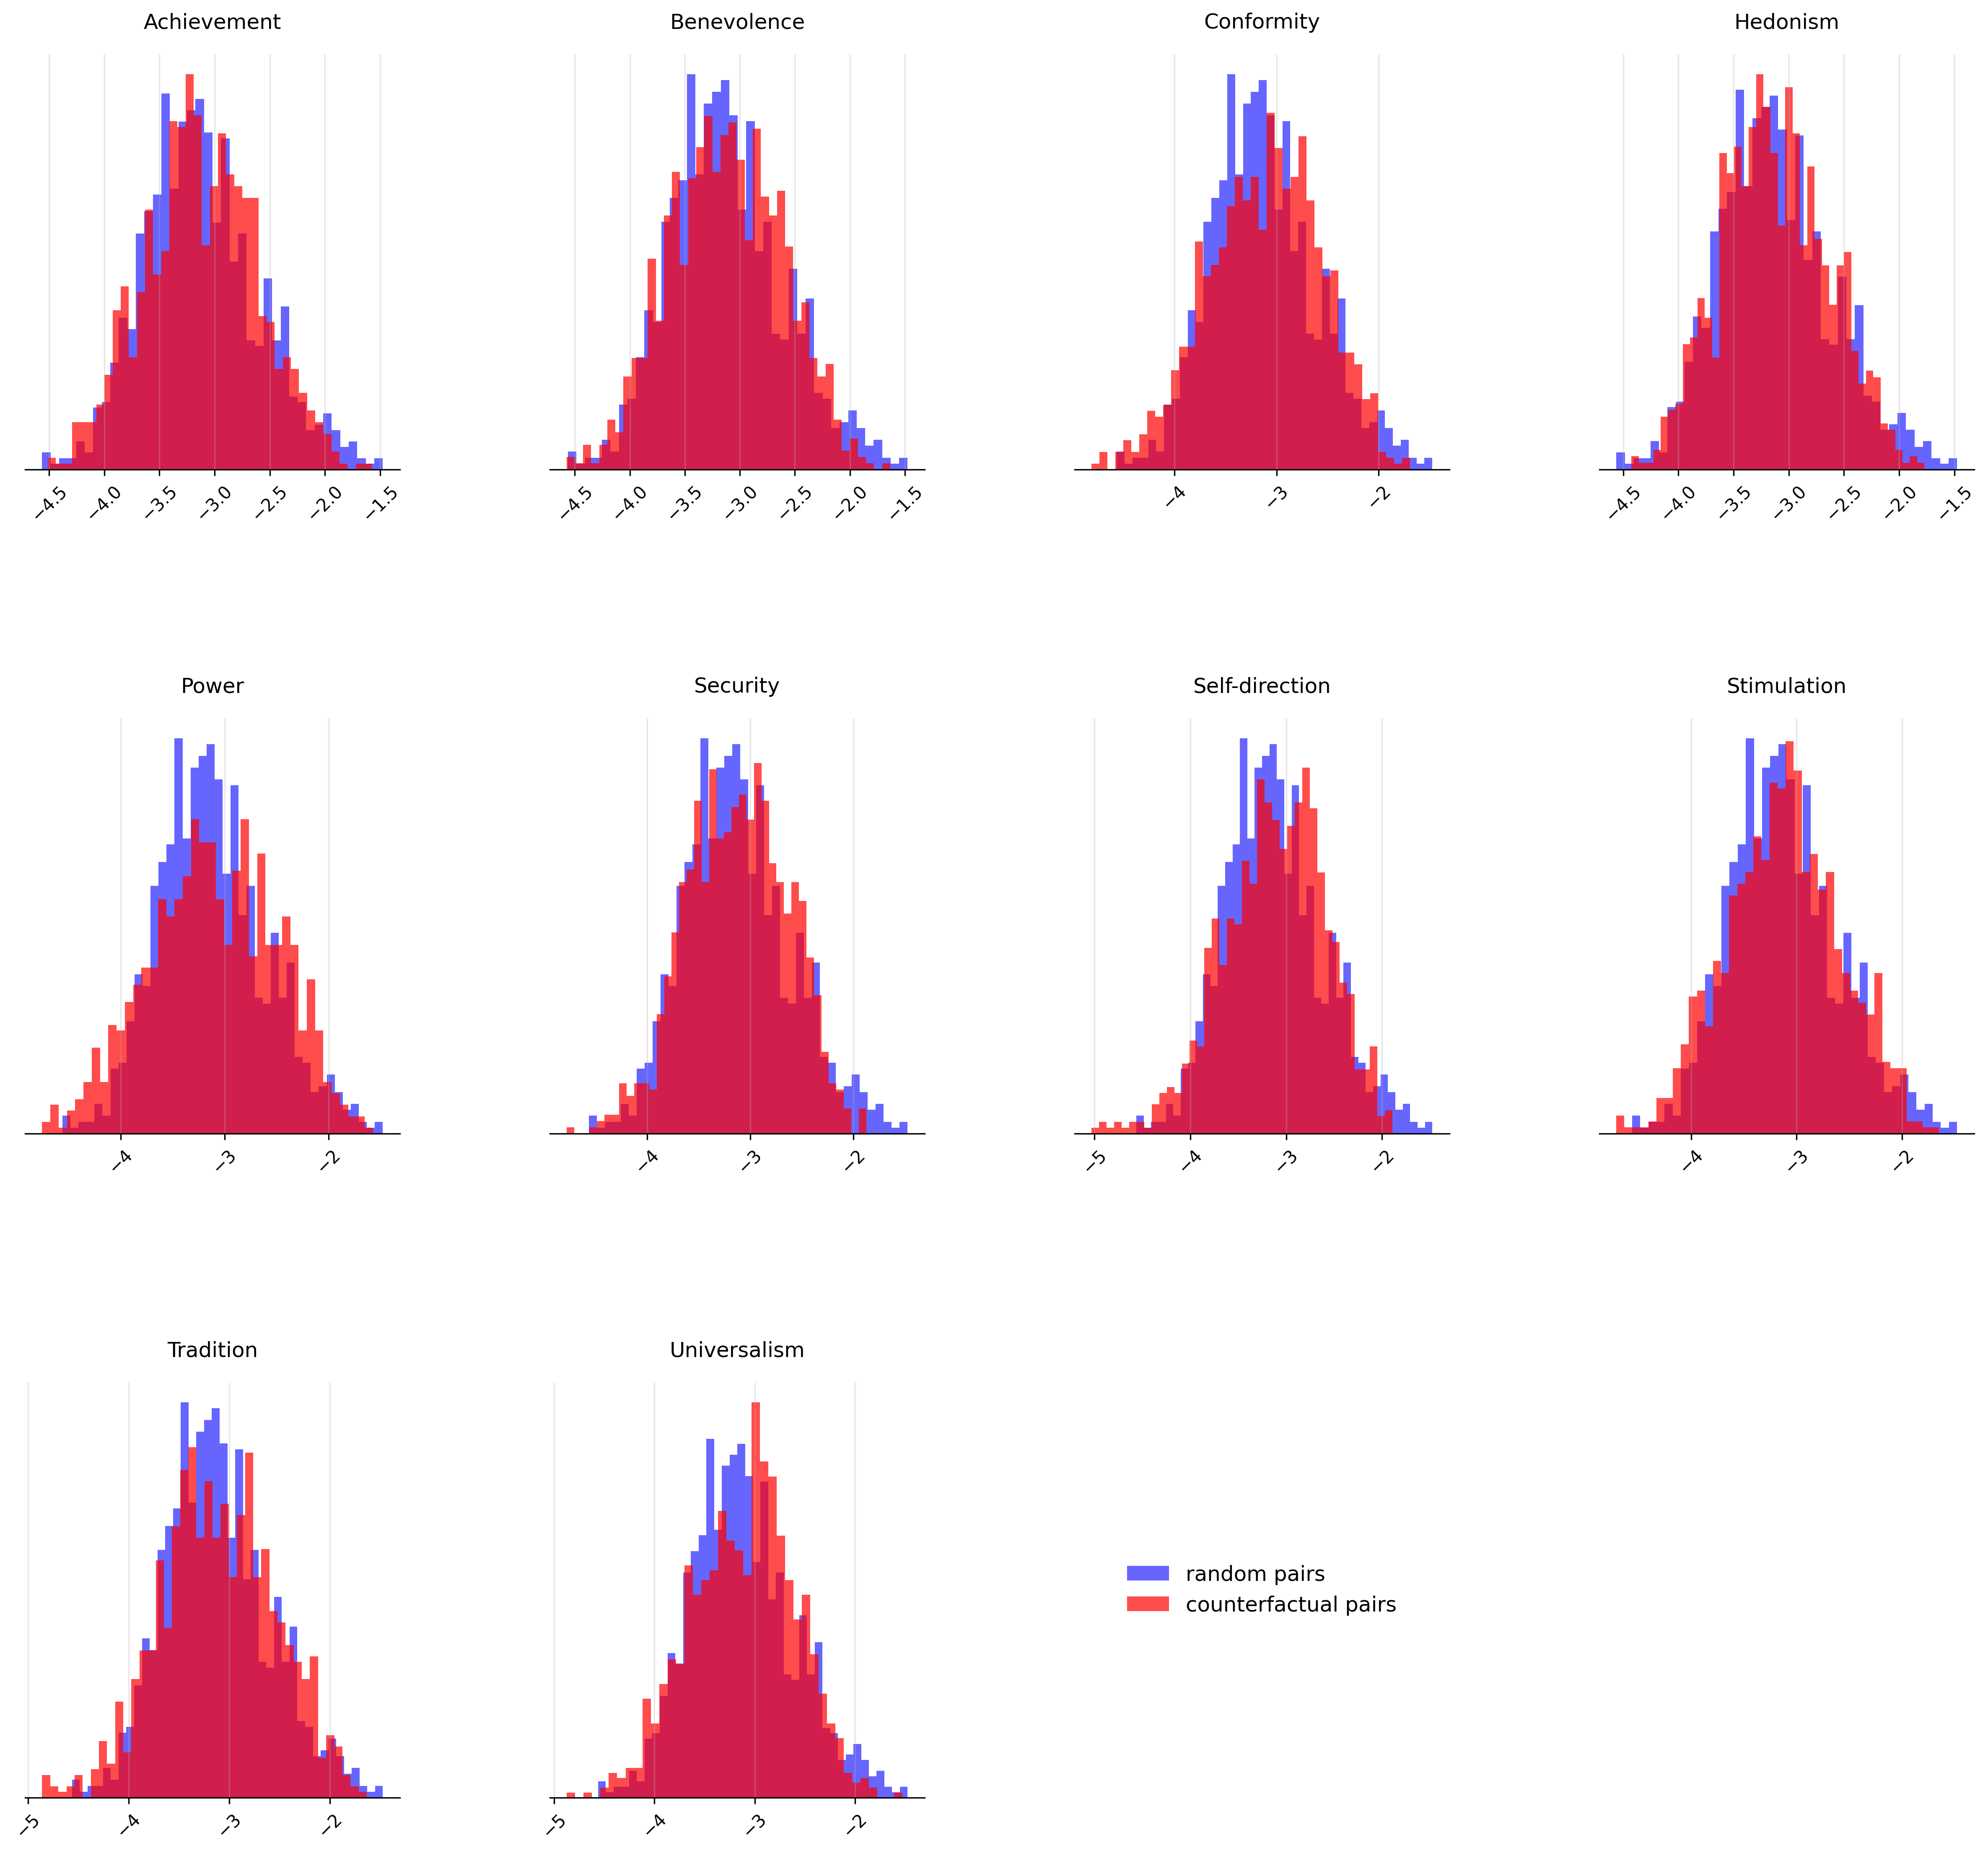 Achievement Benevolence Conformity Hedonism
−4.5 −4.0 −3.5 −3.0 −2.5 −2.0 −1.5 −4.5 −4.0 −3.5 −3.0 −2.5 −2.0 −1.5 −4 −3 −2 −4.5 −4.0 −3.5 −3.0 −2.5 −2.0 −1.5
Power Security Self-direction Stimulation
−4 −3 −2 −4 −3 −2 −5 −4 −3 −2 −4 −3 −2
Tradition Universalism
random pairs
counterfactual pairs
−5 −4 −3 −2 −5 −4 −3 −2